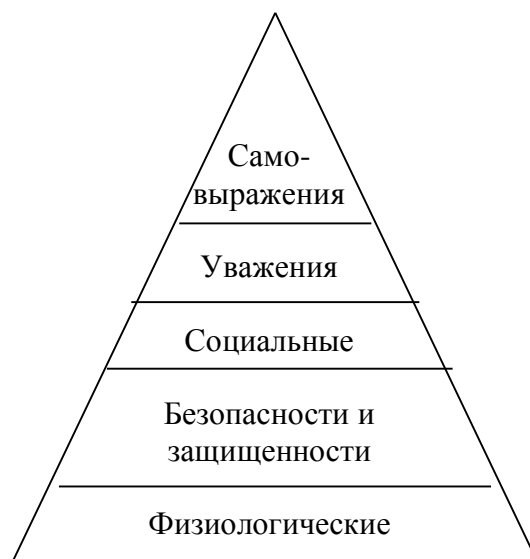 Само-
выражения
Уважения
Социальные
Безопасности и
защищенности
Физиологические